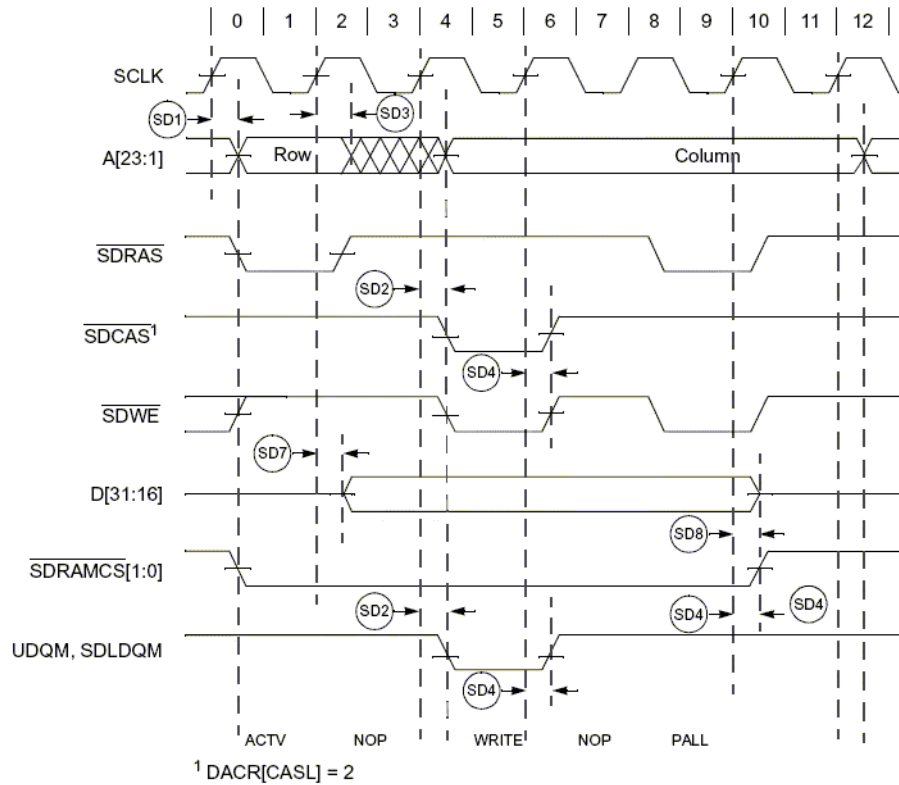 0 1 2 3 4 5 6 7 8 9 10 11 12
SCLK
SD1 SD3
A[23:1] Row Column
SDRAS
SD2
SDCAS1
SD4
SDWE
SD7
D[31:16]
SD8
SDRAMCS[1:0]
SD2 SD4 SD4
UDQM, SDLDQM
SD4
ACTV NOP WRITE NOP PALL
1 DACR[CASL] = 2